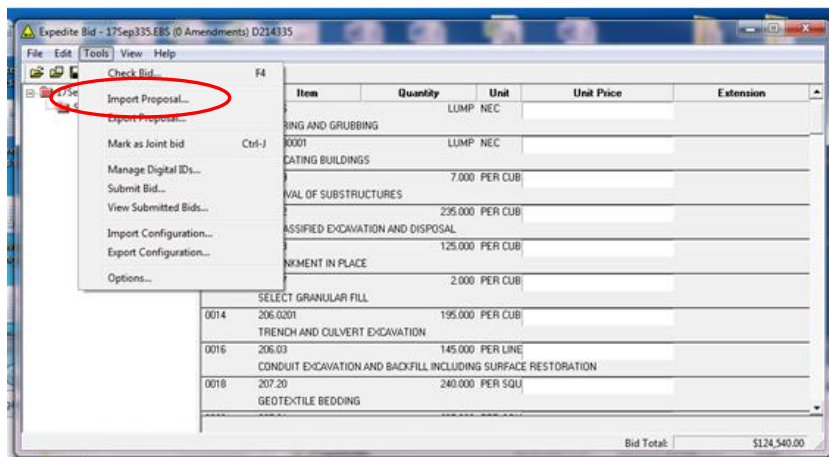 Expedite Bid - 17Sep335.EBS (0 Amendments) D214335
File Edit Tools View Help
Check Bid... F4
Import Proposal...
Export Proposal...
Mark as Joint bid Ctrl-J
Manage Digital IDs...
Submit Bid...
View Submitted Bids...
Import Configuration...
Export Configuration...
Options...
17Se
Item Quantity Unit Unit Price Extension
LUMP NEC
RING AND GRUBBING
0001 LUMP NEC
CATING BUILDINGS
7.000 PER CUB
VAL OF SUBSTRUCTURES
235.000 PER CUB
ASSIFIED EXCAVATION AND DISPOSAL
125.000 PER CUB
NKMENT IN PLACE
2.000 PER CUB
SELECT GRANULAR FILL
0014 206.0201 195.000 PER CUB
TRENCH AND CULVERT EXCAVATION
0016 206.03 145.000 PER LINE
CONDUIT EXCAVATION AND BACKFILL INCLUDING SURFACE RESTORATION
0018 207.20 240.000 PER SQU
GEOTEXTILE BEDDING
Bid Total: $124,540.00